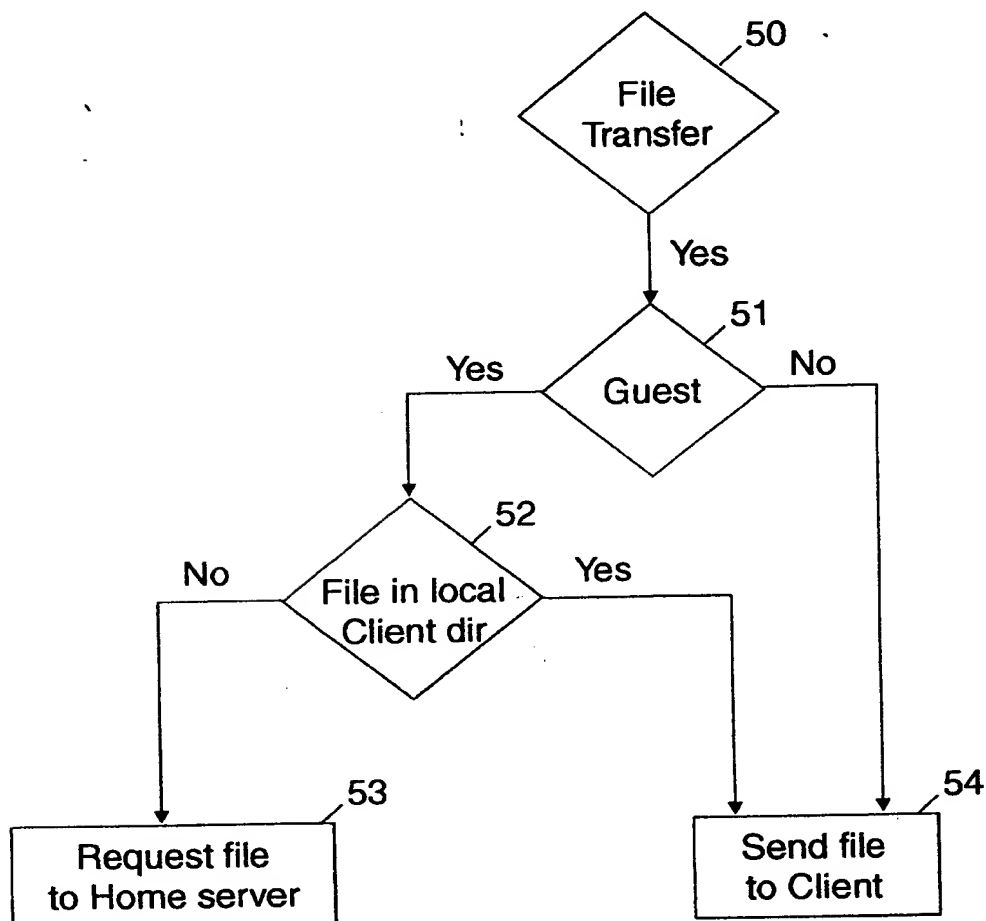 50
File
Transfer
Yes
51
Yes
No
Guest
52
No
Yes
File in local
Client dir
53
54
Request file
to Home server
Send file
to Client